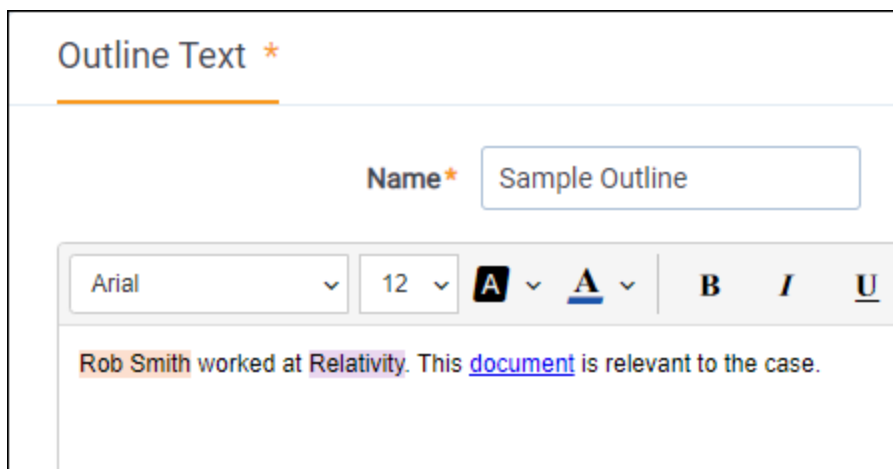 Outline Text *
Name* Sample Outline
Arial 12 A A B I U
Rob Smith worked at Relativity. This document is relevant to the case.